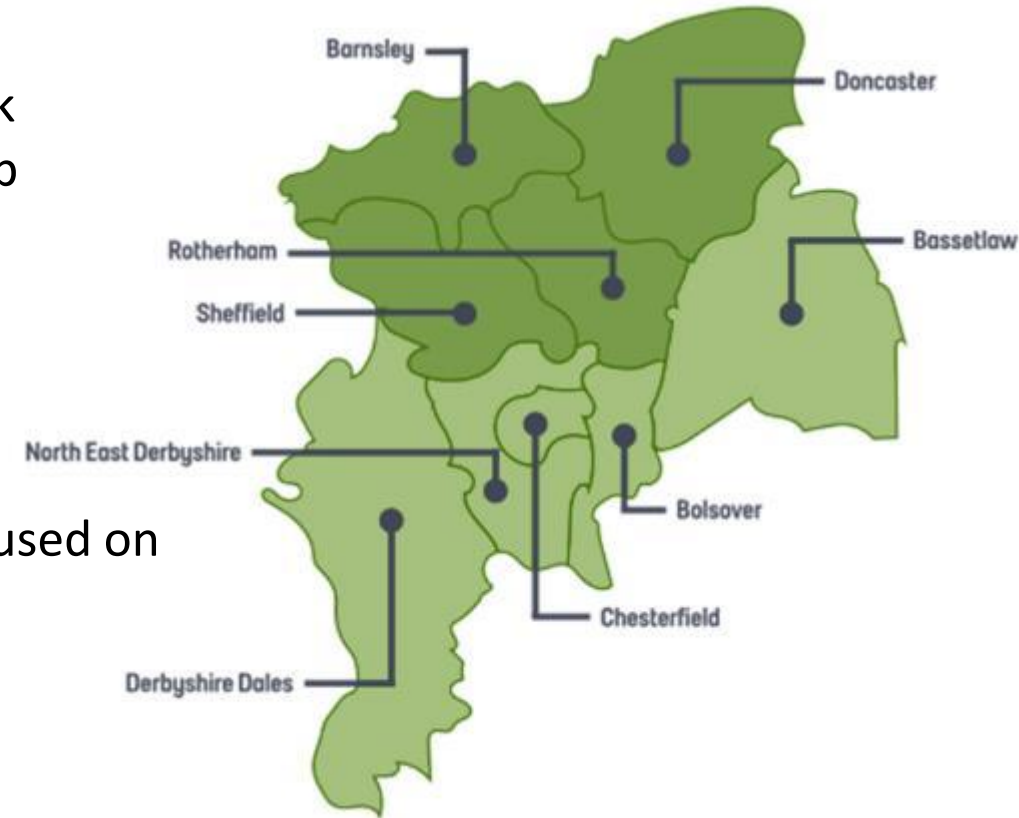 Barnsley
Doncaster
k
p
Bassetlaw
Rotherham
Sheffield
North East Derbyshire
Bolsover
used on
Chesterfield
Derbyshire Dales